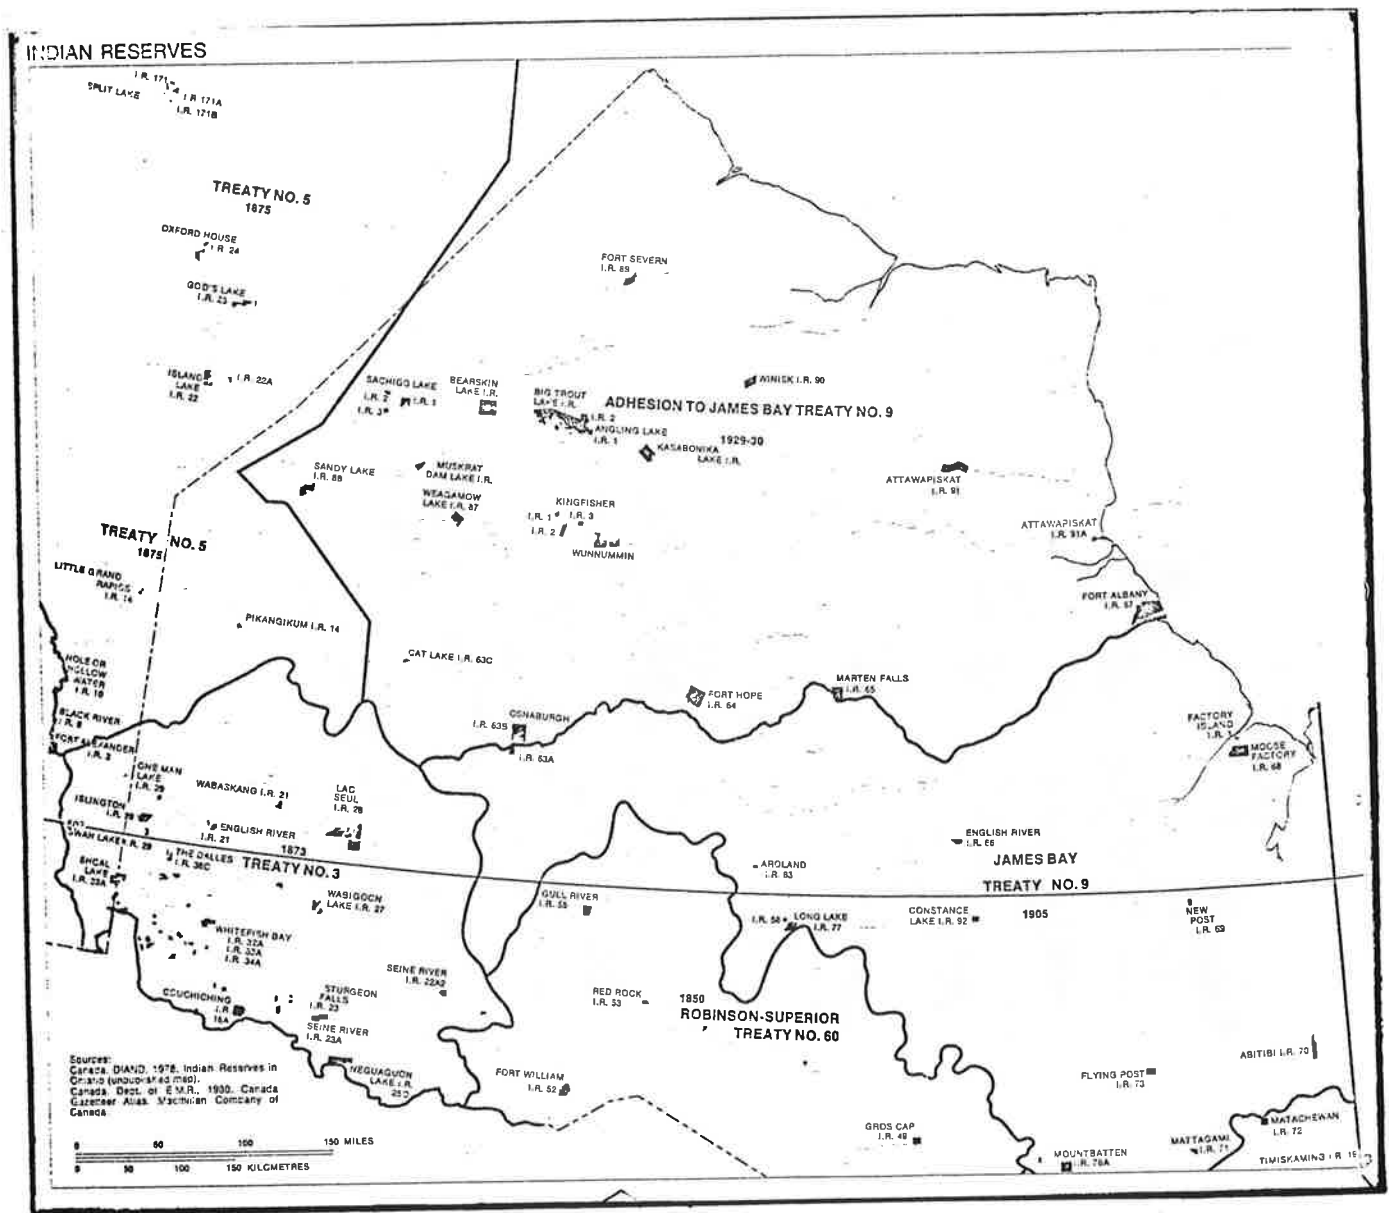 INDIAN RESERVES
I.R. 171
SPLIT LAKE
I.R. 171A
I.R. 171B
TREATY NO. 5
1875
OXFORD HOUSE
I.R. 24
GOD'S LAKE
I.R. 23
FORT SEVERN
I.R. 89
ISLAND
LAKE
I.R. 22
I.R. 22A
SACHIGO LAKE
I.R. 2
I.R. 1
I.R. 3
BEARSKIN
LAKE I.R.
BIG TROUT
LAKE I.R.
WINISK I.R. 90
ADHESION TO JAMES BAY TREATY NO. 9
1929-30
I.R. 2
ANGLING LAKE
I.R. 1
KASABONIKA
LAKE I.R.
SANDY LAKE
I.R. 88
MUSKRAT
DAM LAKE I.R.
WEAGAMOW
LAKE I.R. 87
KINGFISHER
I.R. 1
I.R. 3
I.R. 2
WUNNUMMIN
ATTAWAPISKAT
I.R. 91
ATTAWAPISKAT
I.R. 91A
TREATY NO. 5
1875
LITTLE GRAND
RAPIDS
I.R. 14
PIKANGIKUM I.R. 14
FORT ALBANY
I.R. 67
CAT LAKE I.R. 63C
HOLE OR
HOLLOW
WATER
I.R. 10
BLACK RIVER
I.R. 9
FORT ALEXANDER
I.R. 3
FORT HOPE
I.R. 64
MARTEN FALLS
I.R. 65
OSNABURGH
I.R. 63B
I.R. 63A
FACTORY
ISLAND
I.R. 1
MOOSE
FACTORY
I.R. 68
ONE MAN
LAKE
I.R. 29
WABASKANG I.R. 21
LAC
SEUL
I.R. 28
ISLINGTON
I.R. 29
ENGLISH RIVER
I.R. 21
SWAN LAKE I.R. 29
1873
TREATY NO. 3
THE DALLES
I.R. 38C
SHOAL
LAKE
I.R. 39A
ENGLISH RIVER
I.R. 66
AROLAND
I.R. 83
JAMES BAY
TREATY NO. 9
1905
WABIGOON
LAKE I.R. 27
GULL RIVER
I.R. 55
I.R. 58
LONG LAKE
I.R. 77
CONSTANCE
LAKE I.R. 92
NEW
POST
I.R. 69
WHITEFISH BAY
I.R. 32A
I.R. 33A
I.R. 34A
SEINE RIVER
I.R. 22A2
COUCHICHING
I.R.
16A
STURGEON
FALLS
I.R. 23
SEINE RIVER
I.R. 23A
RED ROCK
I.R. 53
1850
ROBINSON-SUPERIOR
TREATY NO. 60
NEGUAGUON
LAKE I.R.
25D
FORT WILLIAM
I.R. 52
ABITIBI I.R. 70
FLYING POST
I.R. 73
GROS CAP
I.R. 49
MATACHEWAN
I.R. 72
MATTAGAMI
I.R. 71
MOUNTBATTEN
I.R. 76A
TIMISKAMING I.R. 19
Sources:
Canada. DIAND, 1978, Indian Reserves in
Ontario (unpublished map).
Canada. Dept. of E.M.R., 1980, Canada
Gazetteer Atlas. Macmillan Company of
Canada
0 50 100 150 MILES
0 50 100 150 KILOMETRES